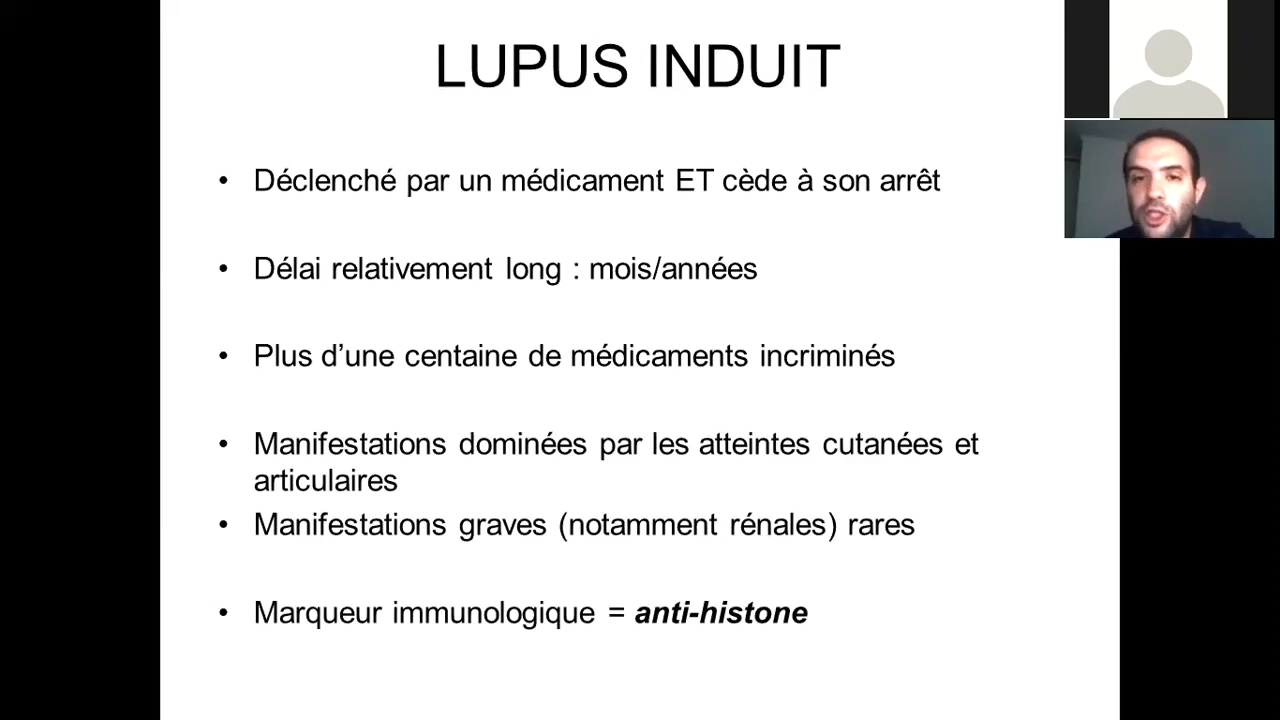 LUPUS INDUIT
• Déclenché par un médicament ET cède à son arrêt
• Délai relativement long : mois/années
• Plus d’une centaine de médicaments incriminés
• Manifestations dominées par les atteintes cutanées et
articulaires
• Manifestations graves (notamment rénales) rares
• Marqueur immunologique = anti-histone